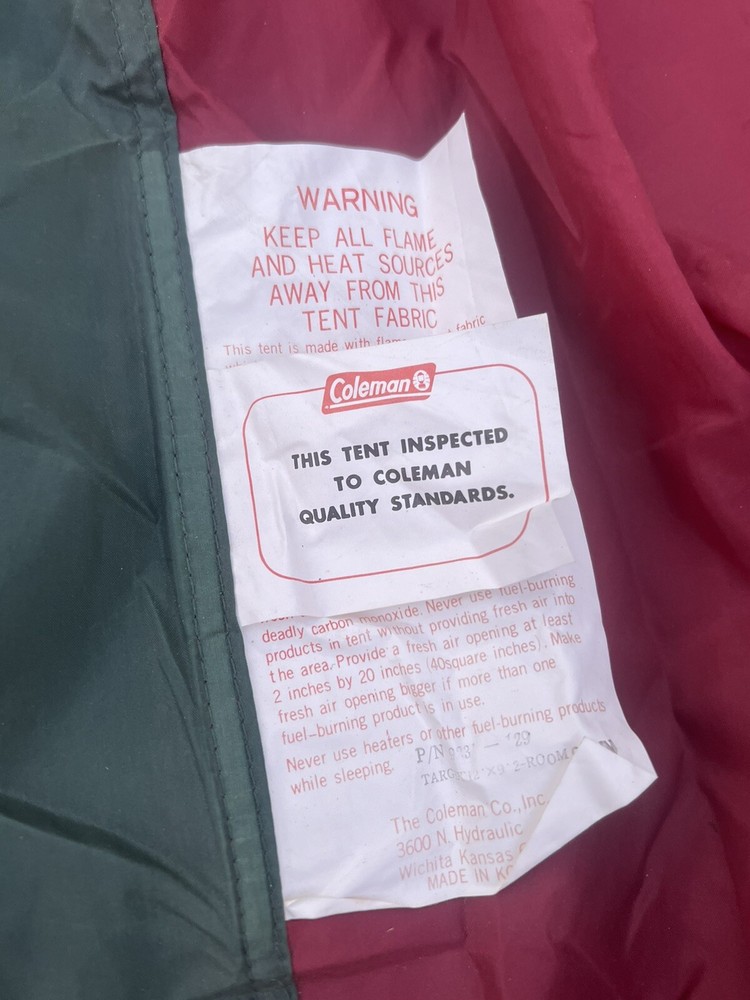 WARNING
KEEP ALL FLAME
AND HEAT SOURCES
AWAY FROM THIS
TENT FABRIC
This tent is made with fabric
Coleman
THIS TENT INSPECTED
TO COLEMAN
QUALITY STANDARDS.
deadly carbon monoxide. Never use fuel-burning
products in tent without providing fresh air into
the area. Provide a fresh air opening at least
2 inches by 20 inches (40square inches). Make
fresh air opening bigger if more than one
fuel-burning product is in use.
Never use heaters or other fuel-burning products
while sleeping.
P/N
The Coleman Co., Inc.
3600 N. Hydraulic
Wichita Kansas
MADE IN